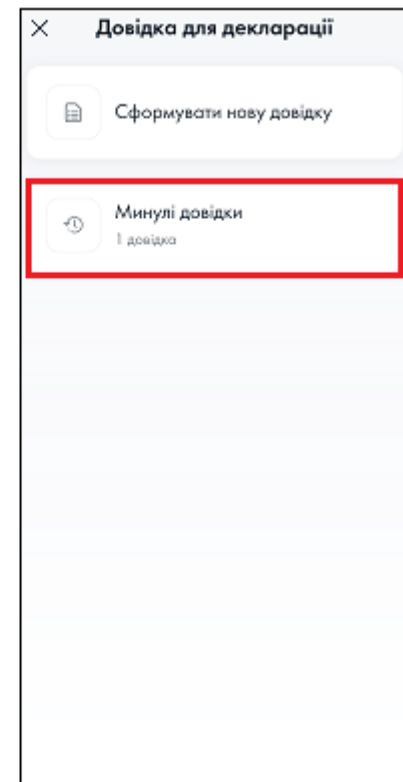 Довідка для декларації
Сформувати нову довідку
Минулі довідки
1 довідка